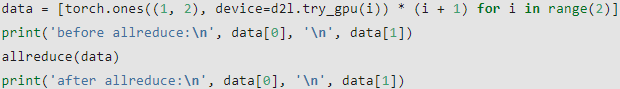 data = [torch.ones((1, 2), device=d2l.try_gpu(i)) * (i + 1) for i in range(2)]
print('before allreduce:\n', data[0], '\n', data[1])
allreduce(data)
print('after allreduce:\n', data[0], '\n', data[1])